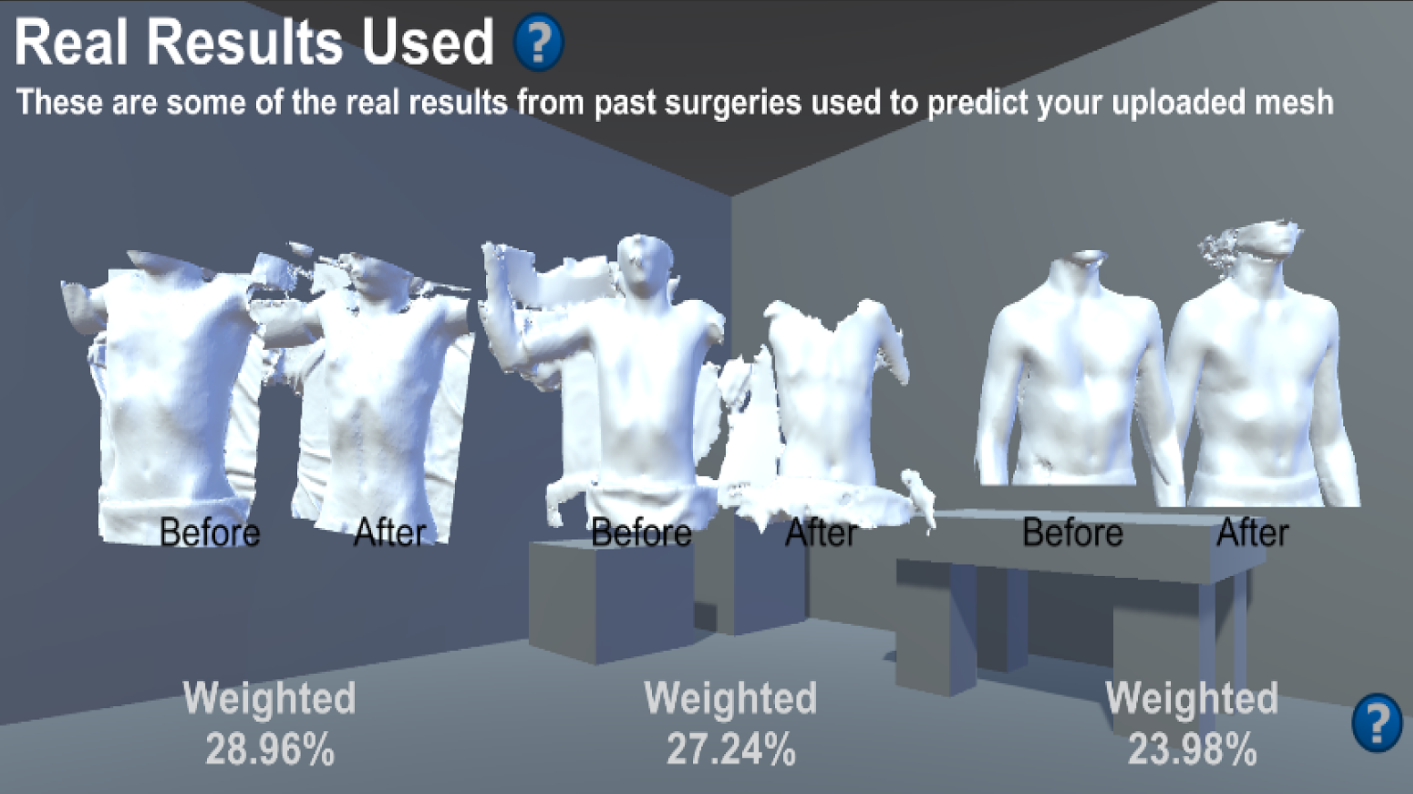 Real Results Used ?
These are some of the real results from past surgeries used to predict your uploaded mesh
Before After Before After Before After
Weighted Weighted Weighted
28.96% 27.24% 23.98%
?